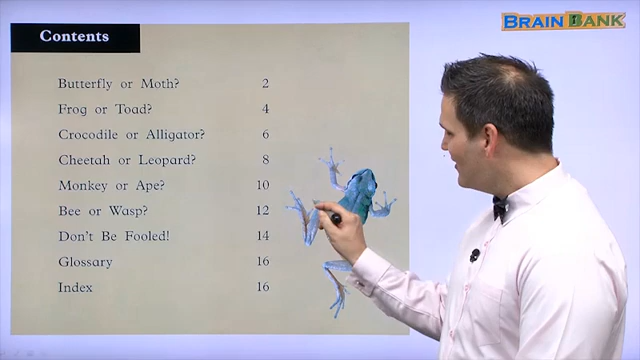 BRAIN BANK
Contents
Butterfly or Moth? 2
Frog or Toad? 4
Crocodile or Alligator? 6
Cheetah or Leopard? 8
Monkey or Ape? 10
Bee or Wasp? 12
Don't Be Fooled! 14
Glossary 16
Index 16